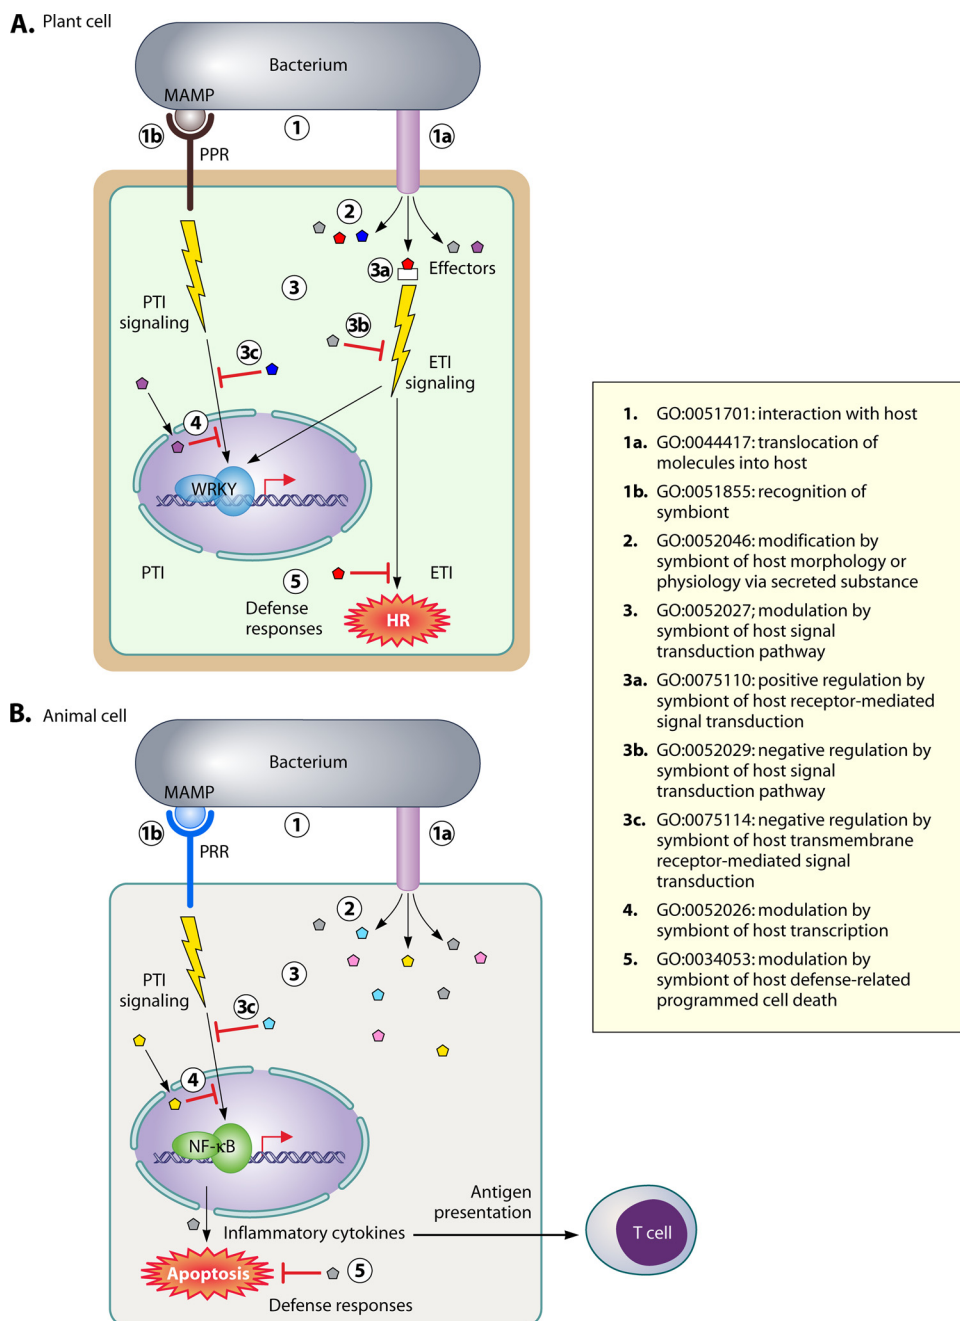 A. Plant cell
Bacterium
MAMP
1b
1
1a
PPR
2
3a
Effectors
3
PTI
signaling
3b
3c
ETI
signaling
4
WRKY
PTI
5
ETI
Defense
responses
HR
B. Animal cell
Bacterium
MAMP
1b
1
1a
PRR
2
3
PTI
signaling
3c
4
NF-κB
Antigen
presentation
Inflammatory cytokines
T cell
Apoptosis
5
Defense responses
1. GO:0051701: interaction with host
1a. GO:0044417: translocation of
molecules into host
1b. GO:0051855: recognition of
symbiont
2. GO:0052046: modification by
symbiont of host morphology or
physiology via secreted substance
3. GO:0052027; modulation by
symbiont of host signal
transduction pathway
3a. GO:0075110: positive regulation by
symbiont of host receptor-mediated
signal transduction
3b. GO:0052029: negative regulation by
symbiont of host signal
transduction pathway
3c. GO:0075114: negative regulation by
symbiont of host transmembrane
receptor-mediated signal
transduction
4. GO:0052026: modulation by
symbiont of host transcription
5. GO:0034053: modulation by
symbiont of host defense-related
programmed cell death